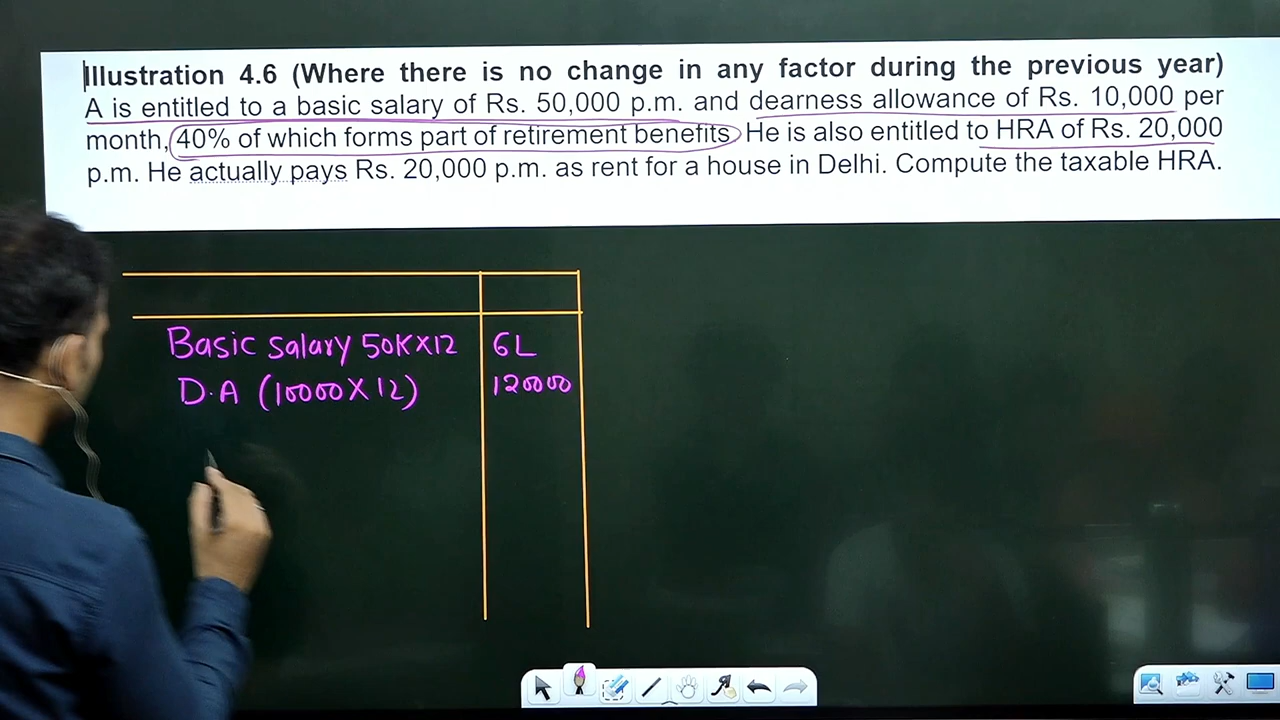 Illustration 4.6 (Where there is no change in any factor during the previous year)
A is entitled to a basic salary of Rs. 50,000 p.m. and dearness allowance of Rs. 10,000 per
month, 40% of which forms part of retirement benefits He is also entitled to HRA of Rs. 20,000
p.m. He actually pays Rs. 20,000 p.m. as rent for a house in Delhi. Compute the taxable HRA.
Basic salary 50K×12 6L
D.A (10000×12) 120000